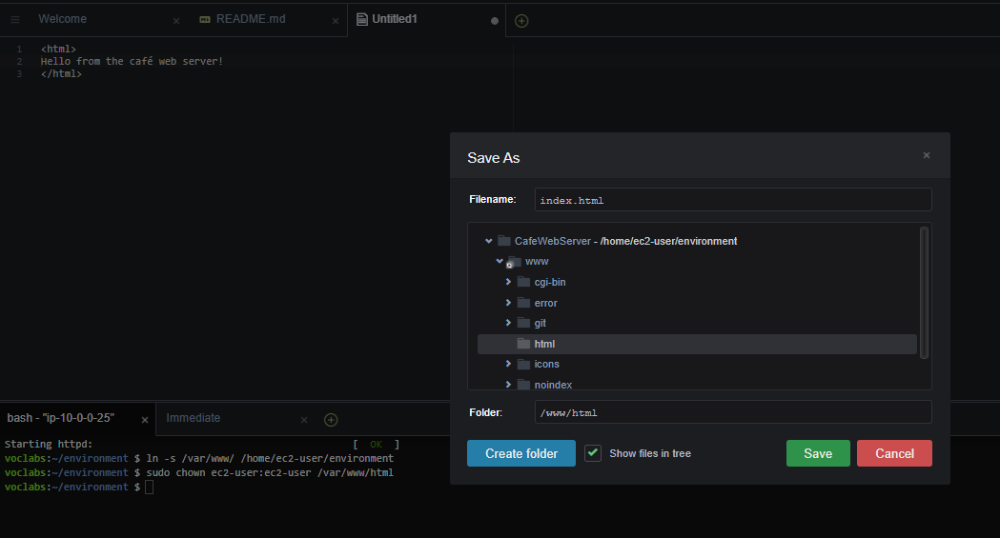 Welcome
README.md
Untitled1
1 <html>
2 Hello from the café web server!
3 </html>
Save As
Filename: index.html
CafeWebServer - /home/ec2-user/environment
www
cgi-bin
error
git
html
icons
noindex
Folder: /www/html
Create folder
Show files in tree
Save
Cancel
bash - "ip-10-0-0-25"
Immediate
Starting httpd: [ OK ]
voclabs:~/environment $ ln -s /var/www/ /home/ec2-user/environment
voclabs:~/environment $ sudo chown ec2-user:ec2-user /var/www/html
voclabs:~/environment $